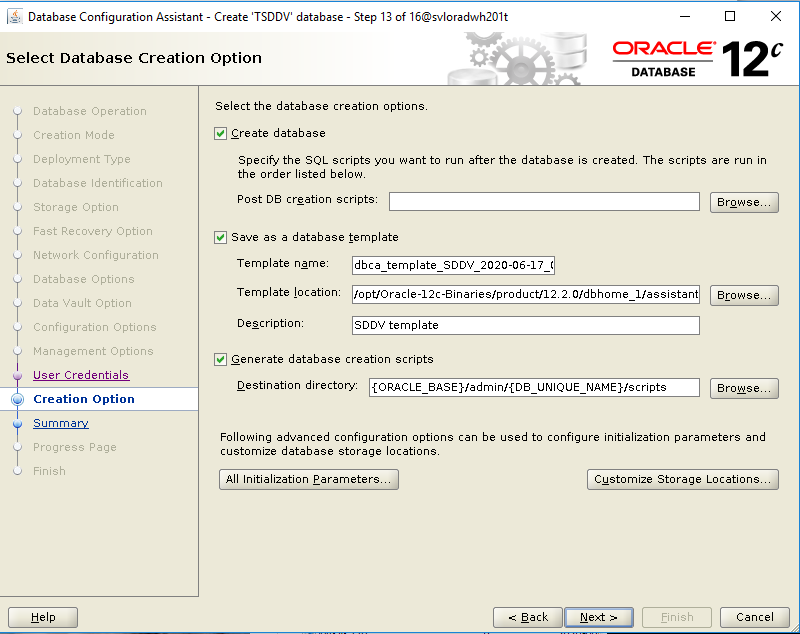 Database Configuration Assistant - Create 'TSDDV' database - Step 13 of 16@svloradwh201t
Select Database Creation Option
ORACLE®
DATABASE
12c
Database Operation
Creation Mode
Deployment Type
Database Identification
Storage Option
Fast Recovery Option
Network Configuration
Database Options
Data Vault Option
Configuration Options
Management Options
User Credentials
Creation Option
Summary
Progress Page
Finish
Select the database creation options.
Create database
Specify the SQL scripts you want to run after the database is created. The scripts are run in
the order listed below.
Post DB creation scripts:
Browse...
Save as a database template
Template name: dbca_template_SDDV_2020-06-17_
Template location: /opt/Oracle-12c-Binaries/product/12.2.0/dbhome_1/assistant Browse...
Description: SDDV template
Generate database creation scripts
Destination directory: {ORACLE_BASE}/admin/{DB_UNIQUE_NAME}/scripts Browse...
Following advanced configuration options can be used to configure initialization parameters and
customize database storage locations.
All Initialization Parameters... Customize Storage Locations...
Help < Back Next > Finish Cancel